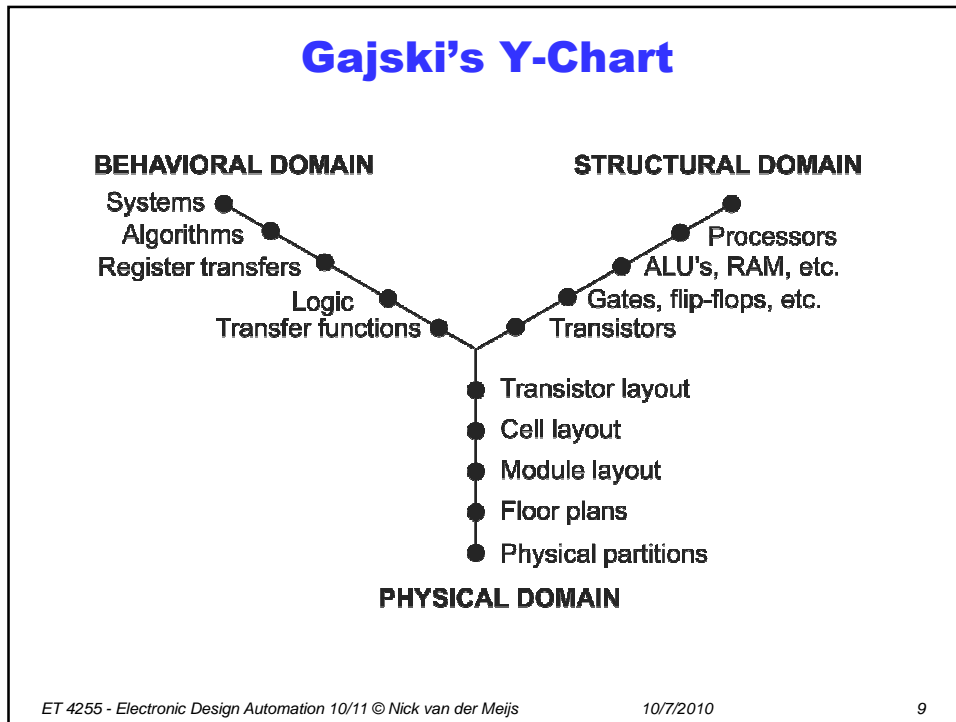 Gajski's Y-Chart
BEHAVIORAL DOMAIN
STRUCTURAL DOMAIN
Systems
Algorithms
Register transfers
Logic
Transfer functions
Processors
ALU's, RAM, etc.
Gates, flip-flops, etc.
Transistors
Transistor layout
Cell layout
Module layout
Floor plans
Physical partitions
PHYSICAL DOMAIN
ET 4255 - Electronic Design Automation 10/11 © Nick van der Meijs 10/7/2010 9